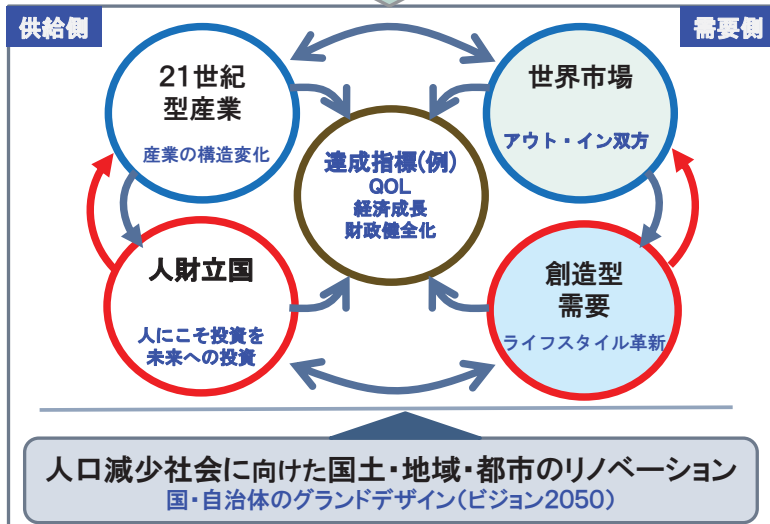 供給側
需要側
21世紀
型産業
産業の構造変化
世界市場
アウト・イン双方
達成指標(例)
QOL
経済成長
財政健全化
人財立国
人にこそ投資を
未来への投資
創造型
需要
ライフスタイル革新
人口減少社会に向けた国土・地域・都市のリノベーション
国・自治体のグランドデザイン(ビジョン2050)